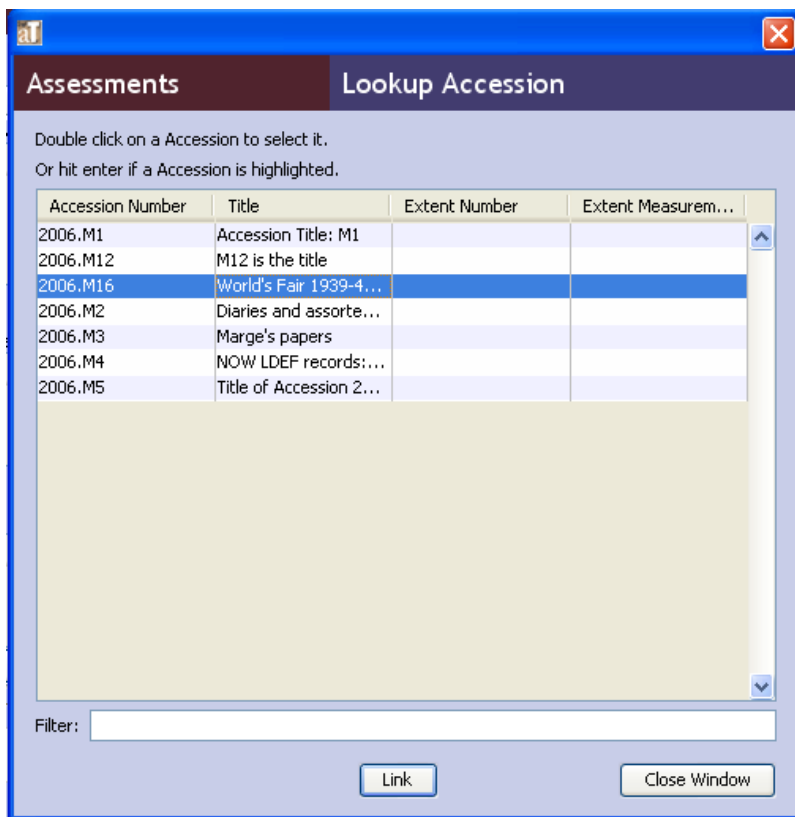 aT
Assessments Lookup Accession
Double click on a Accession to select it.
Or hit enter if a Accession is highlighted.
Accession Number Title Extent Number Extent Measurem...
2006.M1 Accession Title: M1
2006.M12 M12 is the title
2006.M16 World's Fair 1939-4...
2006.M2 Diaries and assorte...
2006.M3 Marge's papers
2006.M4 NOW LDEF records:...
2006.M5 Title of Accession 2...
Filter:
Link Close Window